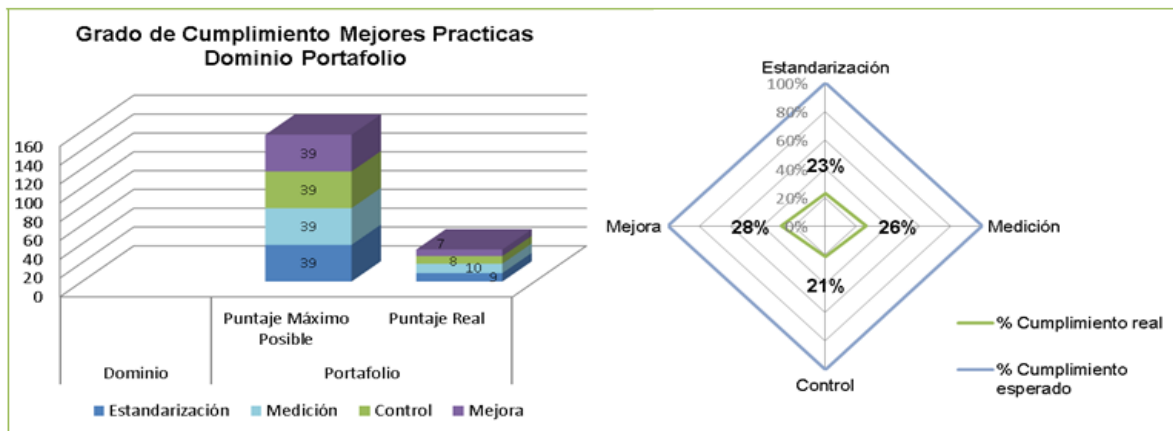 Grado de Cumplimiento Mejores Practicas
Dominio Portafolio
160
140
120
100
80
60
40
20
0
39
39
39
39
7
8
10
9
Puntaje Máximo
Posible
Puntaje Real
Dominio
Portafolio
Estandarización
Medición
Control
Mejora
Estandarización
100%
80%
60%
40%
23%
20%
0%
Mejora
28%
26%
Medición
21%
Control
% Cumplimiento real
% Cumplimiento
esperado